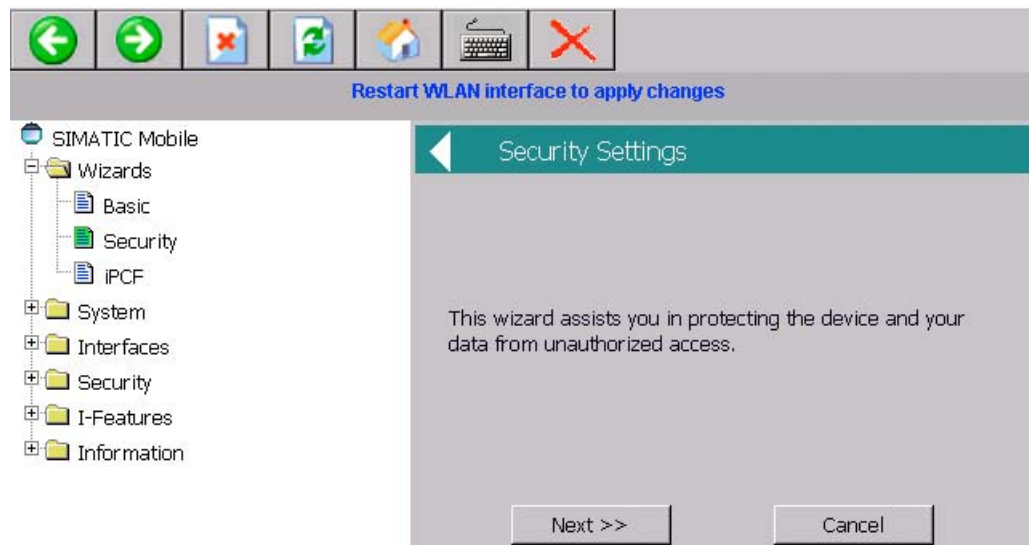 Restart WLAN interface to apply changes
SIMATIC Mobile
Wizards
Basic
Security
iPCF
System
Interfaces
Security
I-Features
Information
Security Settings
This wizard assists you in protecting the device and your
data from unauthorized access.
Next >>
Cancel